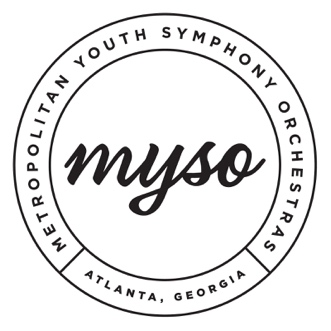 METROPOLITAN YOUTH SYMPHONY ORCHESTRAS
myso
ATLANTA, GEORGIA